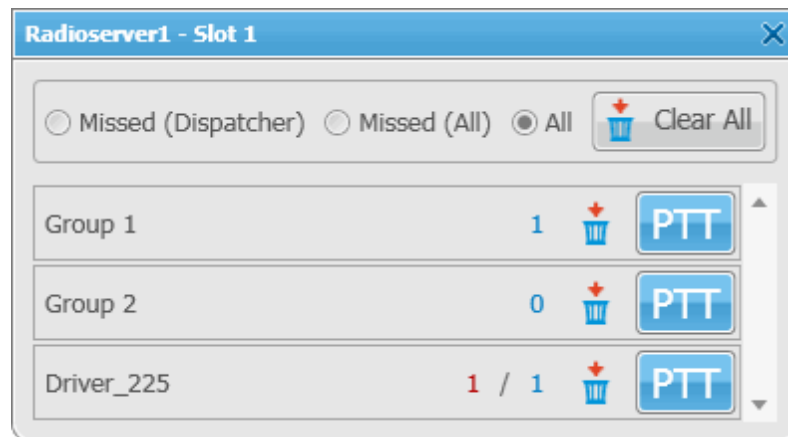 Radioserver1 - Slot 1
Missed (Dispatcher) Missed (All) All Clear All
Group 1 1 PTT
Group 2 0 PTT
Driver_225 1 / 1 PTT